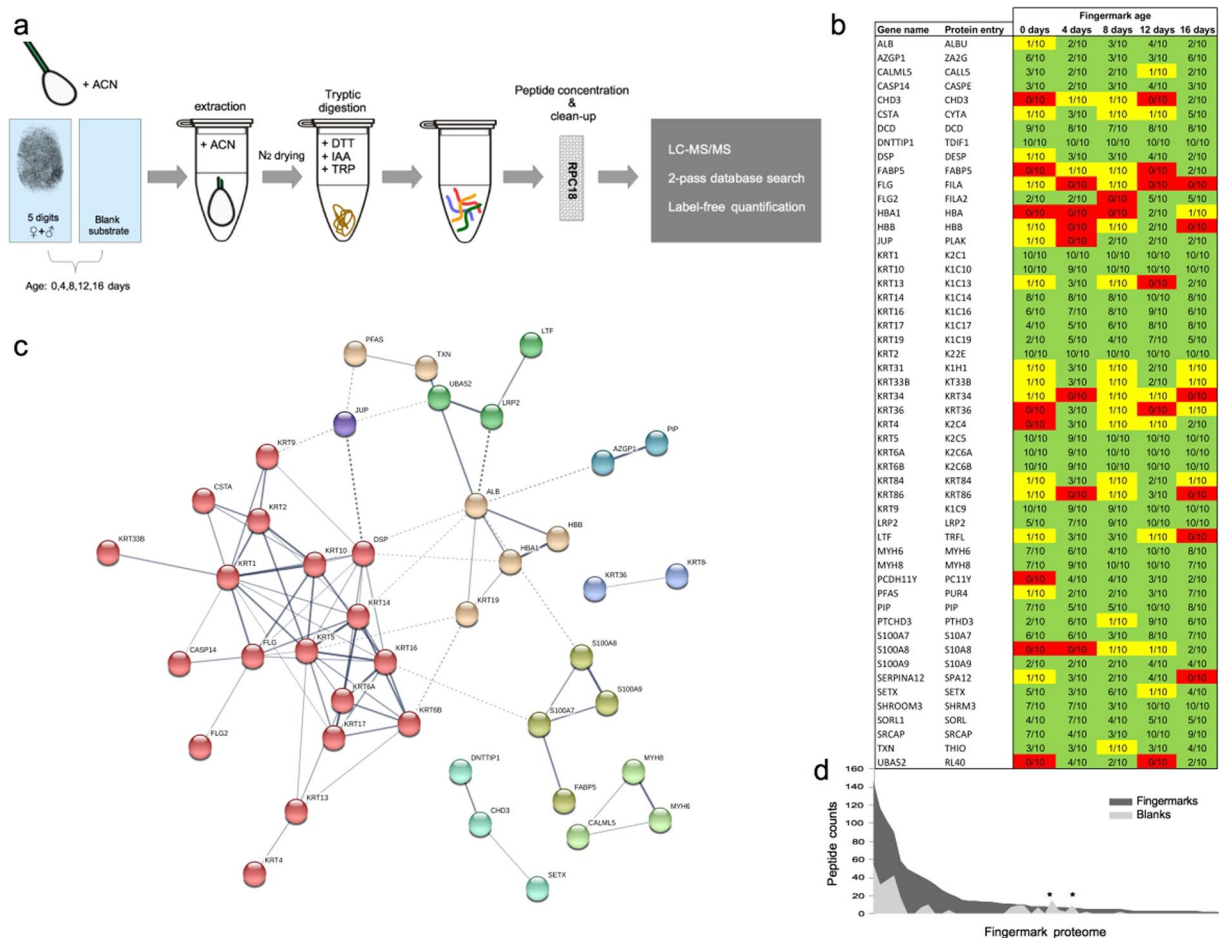 a
+ ACN
5 digits
♀+♂
Blank
substrate
Age: 0,4,8,12,16 days
extraction
+ ACN
N2 drying
Tryptic
digestion
+ DTT
+ IAA
+ TRP
Peptide concentration
&
clean-up
RPC18
LC-MS/MS
2-pass database search
Label-free quantification
b
Fingermark age
Gene name Protein entry 0 days 4 days 8 days 12 days 16 days
ALB ALBU 1/10 2/10 3/10 4/10 2/10
AZGP1 ZA2G 6/10 2/10 3/10 3/10 6/10
CALML5 CALL5 3/10 2/10 2/10 1/10 2/10
CASP14 CASPE 3/10 2/10 2/10 4/10 3/10
CHD3 CHD3 0/10 1/10 1/10 0/10 2/10
CSTA CYTA 1/10 3/10 1/10 1/10 5/10
DCD DCD 9/10 8/10 7/10 8/10 8/10
DNTTIP1 TDIF1 10/10 10/10 10/10 10/10 10/10
DSP DESP 1/10 3/10 3/10 4/10 2/10
FABP5 FABP5 0/10 1/10 1/10 0/10 2/10
FLG FILA 1/10 0/10 1/10 0/10 0/10
FLG2 FILA2 2/10 2/10 0/10 5/10 5/10
HBA1 HBA 0/10 0/10 0/10 2/10 1/10
HBB HBB 1/10 0/10 1/10 2/10 0/10
JUP PLAK 1/10 0/10 2/10 2/10 2/10
KRT1 K2C1 10/10 10/10 10/10 10/10 10/10
KRT10 K1C10 10/10 9/10 10/10 10/10 10/10
KRT13 K1C13 1/10 3/10 1/10 0/10 2/10
KRT14 K1C14 8/10 8/10 8/10 10/10 8/10
KRT16 K1C16 6/10 7/10 8/10 9/10 6/10
KRT17 K1C17 4/10 5/10 6/10 8/10 8/10
KRT19 K1C19 2/10 5/10 4/10 7/10 5/10
KRT2 K22E 10/10 10/10 10/10 10/10 10/10
KRT31 K1H1 1/10 3/10 1/10 2/10 1/10
KRT33B KT33B 1/10 3/10 1/10 2/10 1/10
KRT34 KRT34 1/10 0/10 1/10 1/10 0/10
KRT36 KRT36 0/10 3/10 1/10 0/10 1/10
KRT4 K2C4 0/10 3/10 1/10 1/10 2/10
KRT5 K2C5 10/10 9/10 10/10 10/10 10/10
KRT6A K2C6A 10/10 9/10 10/10 10/10 10/10
KRT6B K2C6B 10/10 9/10 10/10 10/10 10/10
KRT84 KRT84 1/10 3/10 1/10 2/10 1/10
KRT86 KRT86 1/10 0/10 1/10 3/10 0/10
KRT9 K1C9 10/10 9/10 10/10 10/10 10/10
LRP2 LRP2 5/10 7/10 9/10 10/10 10/10
LTF TRFL 1/10 3/10 3/10 1/10 0/10
MYH6 MYH6 7/10 6/10 4/10 10/10 8/10
MYH8 MYH8 7/10 9/10 10/10 10/10 7/10
PCDH11Y PC11Y 0/10 4/10 4/10 3/10 2/10
PFAS PUR4 1/10 2/10 2/10 2/10 2/10
PIP PIP 7/10 5/10 5/10 10/10 8/10
PTCHD3 PTHD3 2/10 6/10 1/10 9/10 6/10
S100A7 S10A7 6/10 6/10 3/10 8/10 7/10
S100A8 S10A8 0/10 0/10 1/10 1/10 2/10
S100A9 S10A9 2/10 2/10 2/10 4/10 4/10
SERPINA12 SPA12 1/10 3/10 2/10 4/10 0/10
SETX SETX 5/10 3/10 6/10 1/10 4/10
SHROOM3 SHRM3 7/10 7/10 3/10 10/10 10/10
SORL1 SORL 4/10 7/10 4/10 5/10 5/10
SRCAP SRCAP 7/10 4/10 3/10 10/10 9/10
TXN THIO 3/10 3/10 1/10 3/10 4/10
UBA52 RL40 0/10 4/10 2/10 0/10 2/10
c
PFAS
TXN
LTF
UBA52
LRP2
JUP
KRT9
AZGP1
PIP
CSTA
KRT2
ALB
KRT33B
KRT1
KRT10
DSP
HBB
HBA1
KRT36
KRT8
KRT14
KRT19
CASP14
FLG
KRT5
KRT16
S100A8
S100A9
KRT6A
KRT6B
S100A7
FLG2
KRT17
DNTTIP1
MYH8
FABP5
KRT13
CHD3
CALML5
MYH6
KRT4
SETX
d
160
140
120
100
80
60
40
20
0
Peptide counts
Fingermarks
Blanks
* *
Fingermark proteome